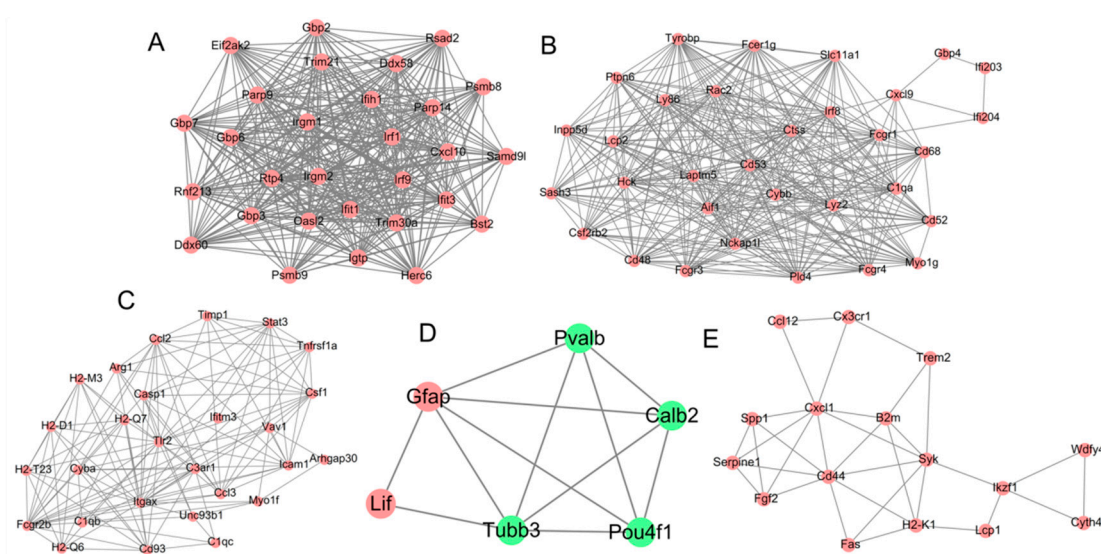 A
Gbp2
Rsad2
Eif2ak2
Trim21
Ddx58
Psmb8
Parp9
Ifih1
Parp14
Gbp7
Irgm1
Gbp6
Irf1
Cxcl10
Samd9l
Rtp4
Irgm2
Irf9
Rnf213
Ifit3
Gbp3
Oasl2
Ifit1
Trim30a
Bst2
Ddx60
Igtp
Psmb9
Herc6
B
Tyrobp
Fcer1g
Slc11a1
Gbp4
Ifi203
Ptpn6
Ly86
Rac2
Cxcl9
Irf8
Ifi204
Inpp5d
Lcp2
Ctss
Fcgr1
Cd68
Cd53
Sash3
Hck
Laptm5
Cybb
C1qa
Aif1
Lyz2
Cd52
Csf2rb2
Nckap1l
Cd48
Fcgr3
Pld4
Fcgr4
Myo1g
C
Timp1
Stat3
Ccl2
Tnfrsf1a
Arg1
H2-M3
Casp1
Csf1
H2-D1
H2-Q7
Ifitm3
Vav1
Tlr2
H2-T23
Cyba
C3ar1
Icam1
Arhgap30
Itgax
Ccl3
Myo1f
Fcgr2b
C1qb
Unc93b1
H2-Q6
Cd93
C1qc
D
Pvalb
Gfap
Calb2
Lif
Tubb3
Pou4f1
E
Ccl12
Cx3cr1
Trem2
Spp1
Cxcl1
B2m
Serpine1
Cd44
Syk
Wdfy4
Fgf2
Ikzf1
Fas
H2-K1
Lcp1
Cyth4